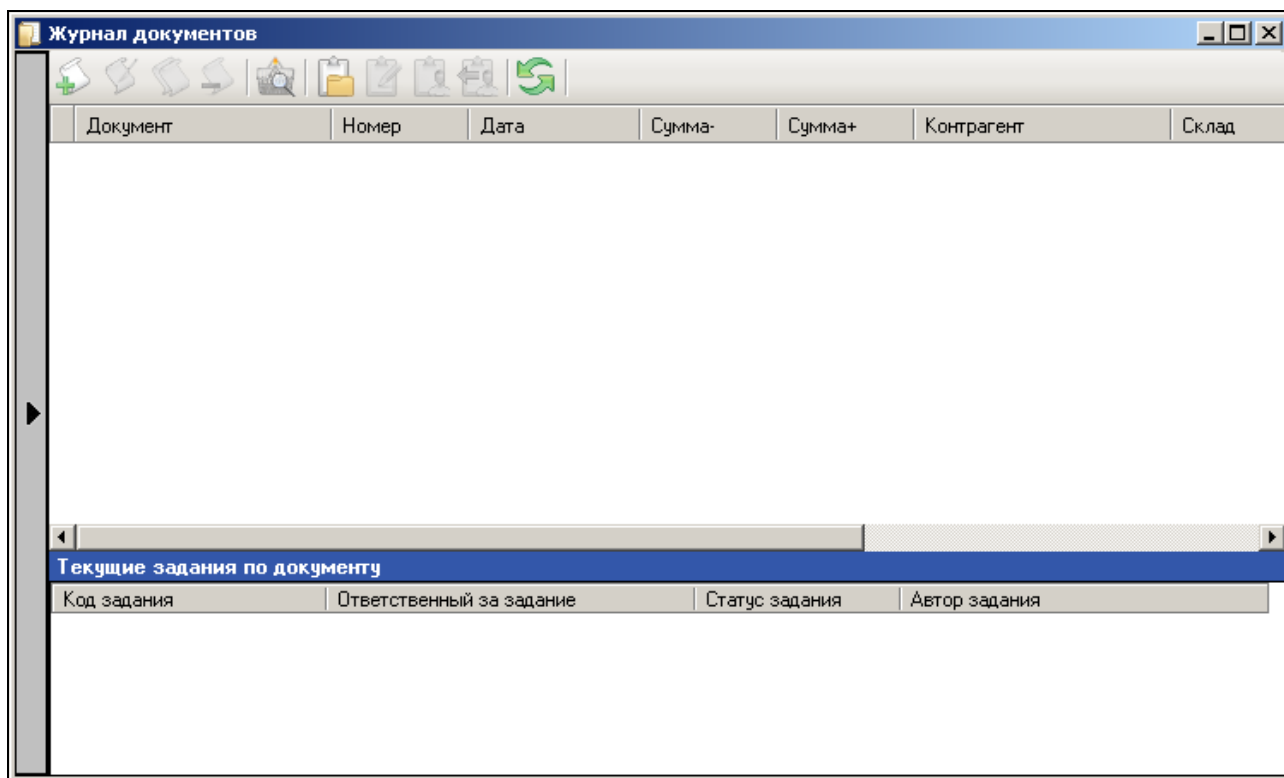 Журнал документов
Документ Номер Дата Сумма- Сумма+ Контрагент Склад
Текущие задания по документу
Код задания Ответственный за задание Статус задания Автор задания